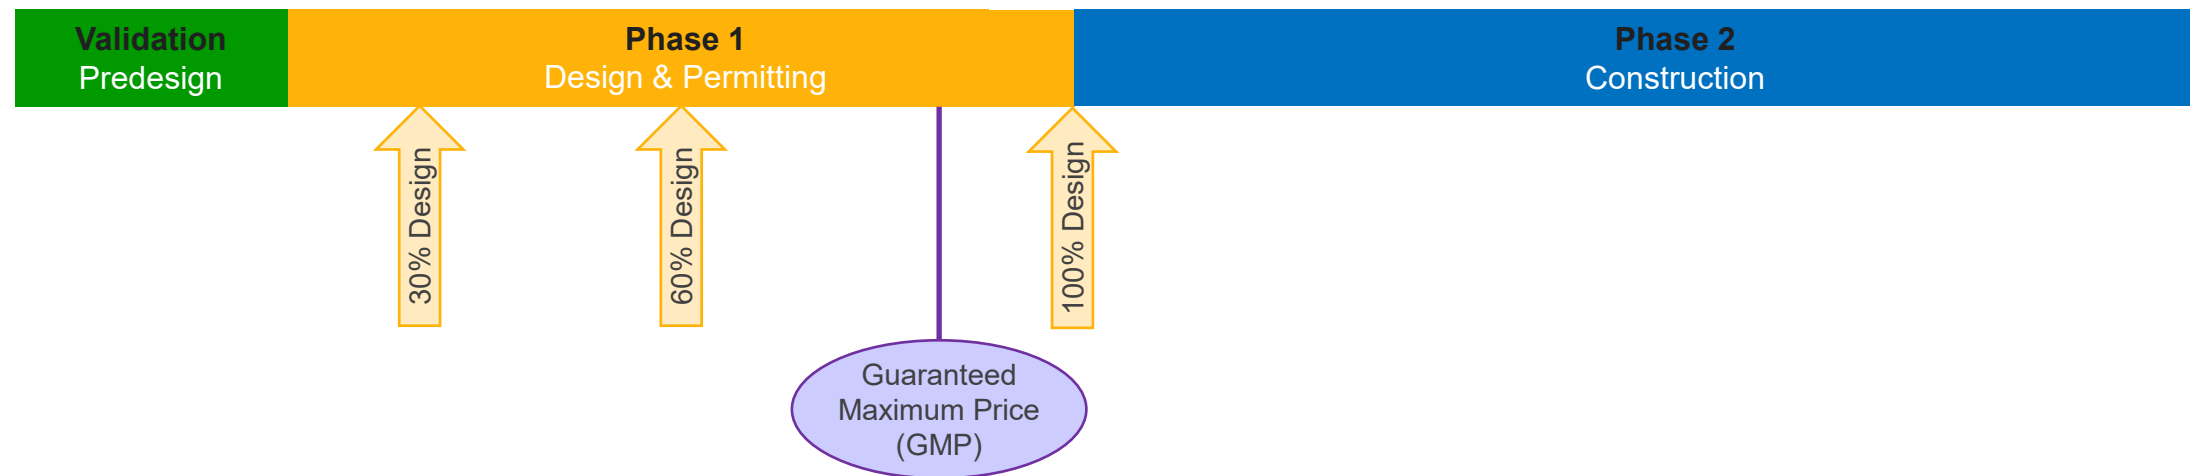 Validation
Predesign
Phase 1
Design & Permitting
Phase 2
Construction
30% Design
60% Design
100% Design
Guaranteed
Maximum Price
(GMP)